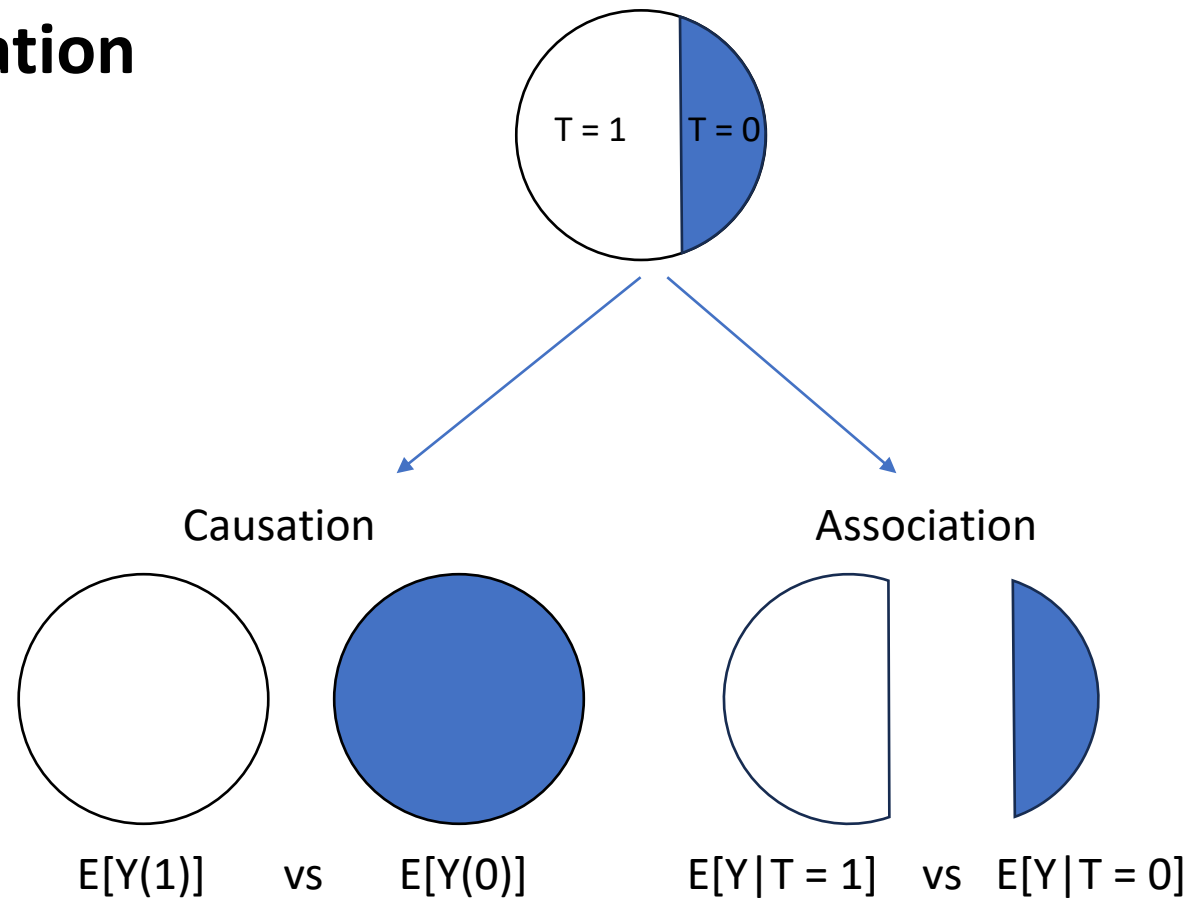 ation
T = 1
T = 0
Causation
Association
E[Y(1)] vs E[Y(0)]
E[Y|T = 1] vs E[Y|T = 0]